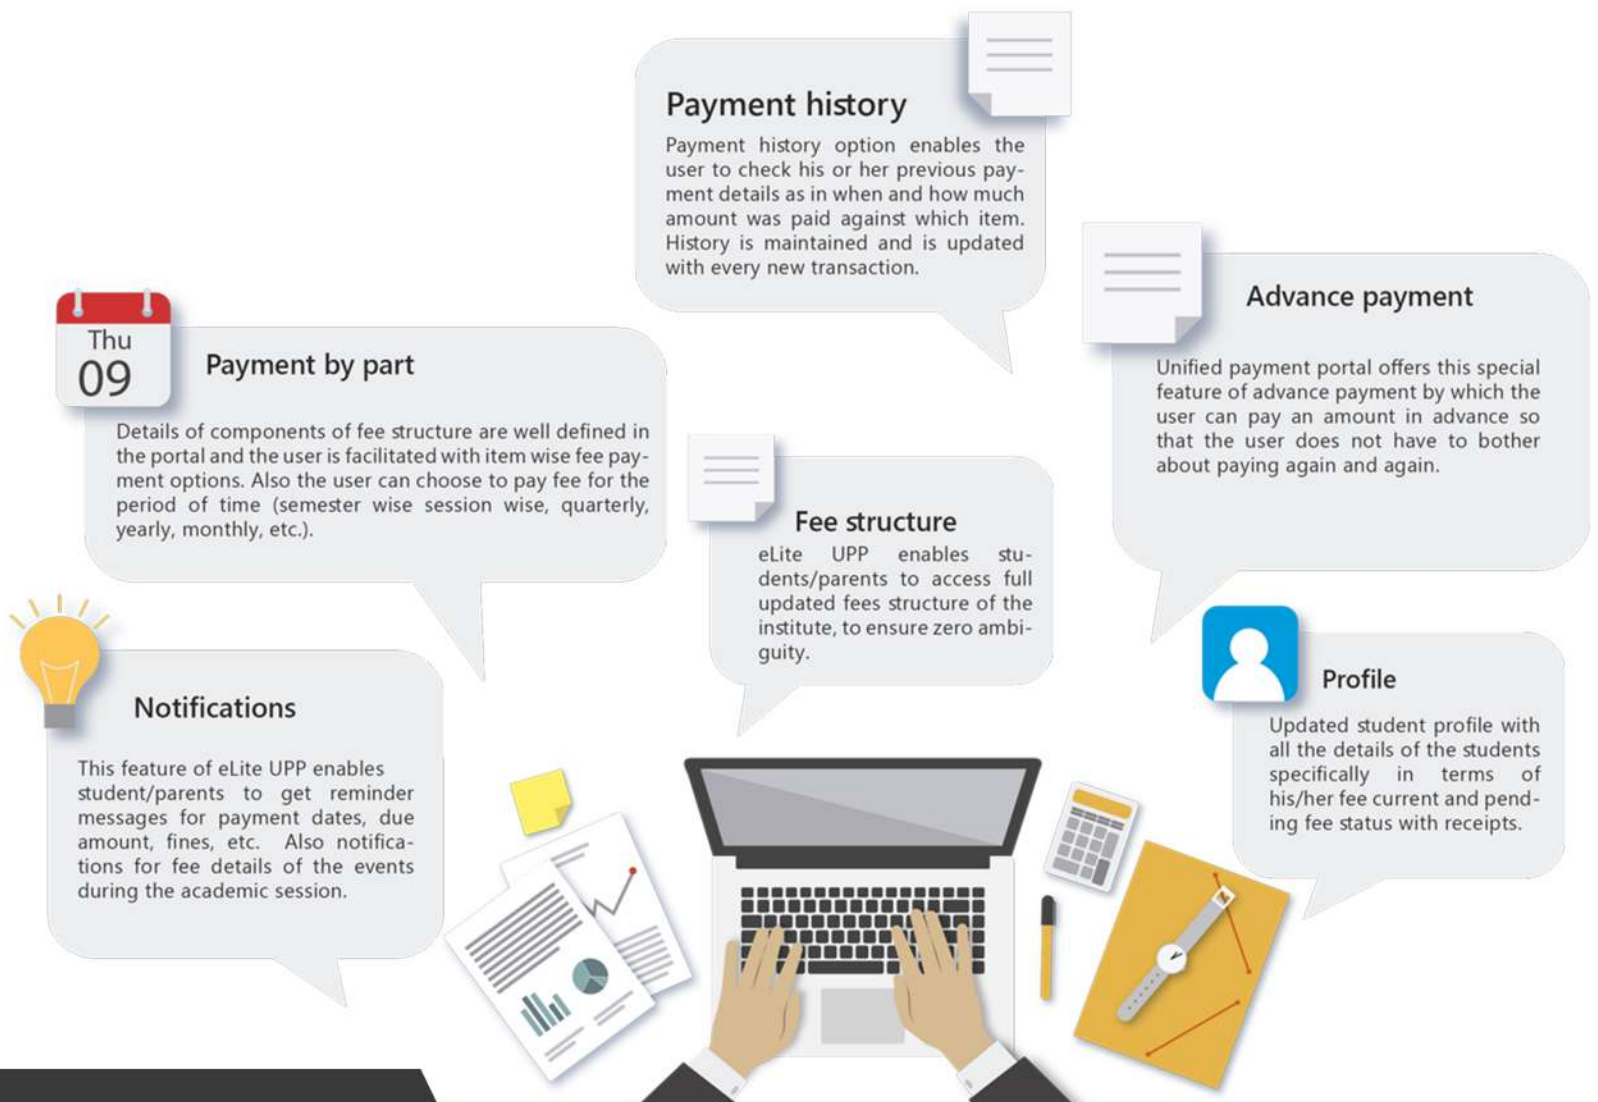 Payment history
Payment history option enables the
user to check his or her previous pay-
ment details as in when and how much
amount was paid against which item.
History is maintained and is updated
with every new transaction.
Advance payment
Unified payment portal offers this special
feature of advance payment by which the
user can pay an amount in advance so
that the user does not have to bother
about paying again and again.
Thu
09
Payment by part
Details of components of fee structure are well defined in
the portal and the user is facilitated with item wise fee pay-
ment options. Also the user can choose to pay fee for the
period of time (semester wise session wise, quarterly,
yearly, monthly, etc.).
Fee structure
eLite UPP enables stu-
dents/parents to access full
updated fees structure of the
institute, to ensure zero ambi-
guity.
Profile
Updated student profile with
all the details of the students
specifically in terms of
his/her fee current and pend-
ing fee status with receipts.
Notifications
This feature of eLite UPP enables
student/parents to get reminder
messages for payment dates, due
amount, fines, etc. Also notifica-
tions for fee details of the events
during the academic session.